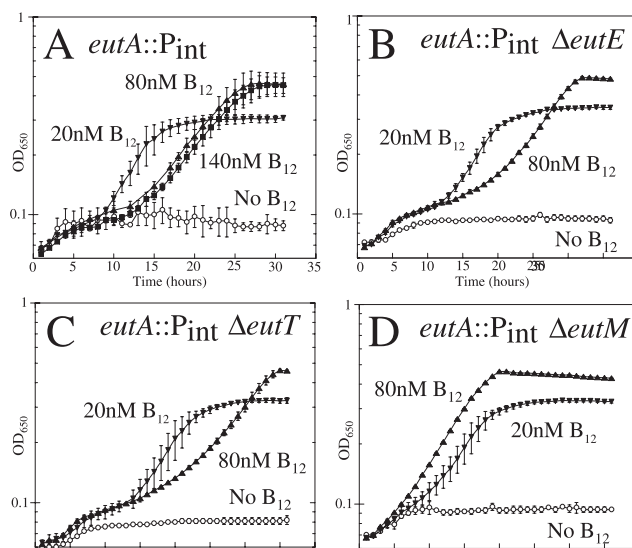 A eutA::Pint
1
80nM B12
20nM B12
140nM B12
No B12
0.1
OD650
0 5 10 15 20 25 30 35
Time (hours)
B eutA::Pint ΔeutE
1
20nM B12
80nM B12
No B12
0.1
OD650
0 5 10 15 20 25
Time (hours)
C eutA::Pint ΔeutT
1
20nM B12
80nM B12
No B12
0.1
OD650
D eutA::Pint ΔeutM
1
80nM B12
20nM B12
No B12
0.1
OD650